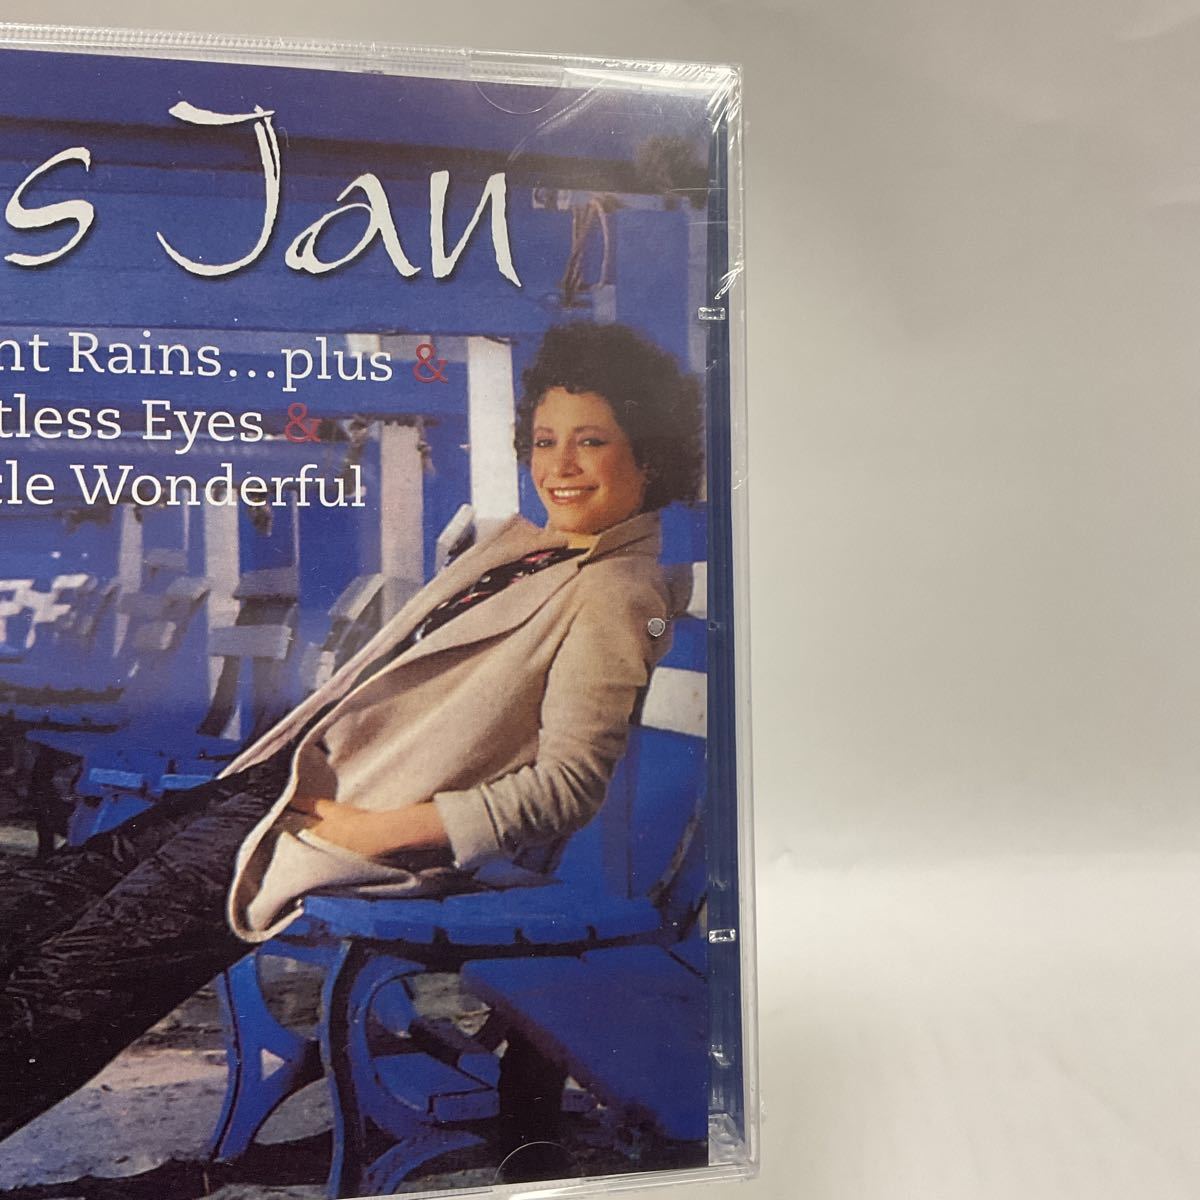 s Jan
nt Rains...plus &
tless Eyes &
tle Wonderful